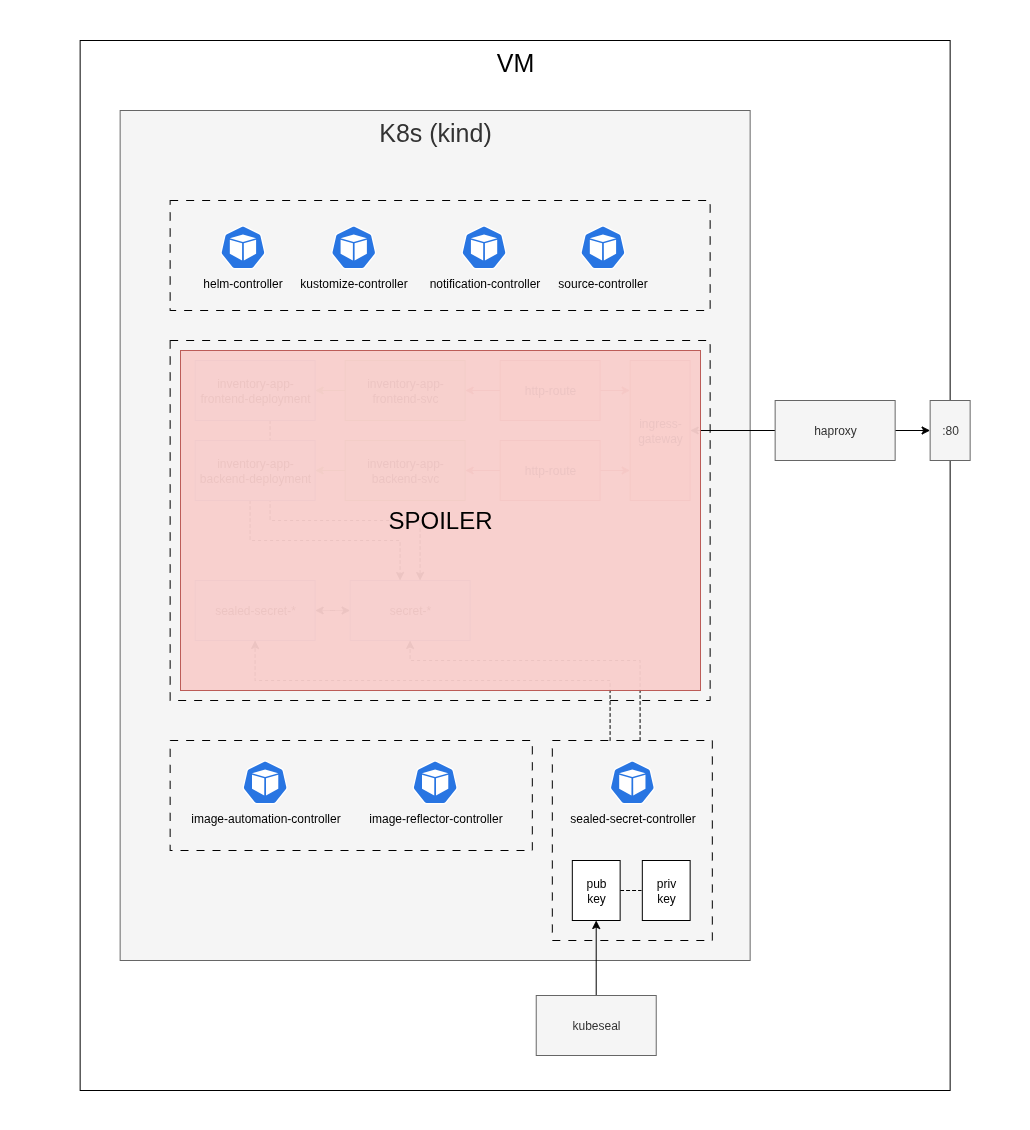 VM
K8s (kind)
helm-controller
kustomize-controller
notification-controller
source-controller
inventory-app-
frontend-deployment
inventory-app-
frontend-svc
http-route
ingress-
gateway
inventory-app-
backend-deployment
inventory-app-
backend-svc
http-route
haproxy
:80
SPOILER
sealed-secret-*
secret-*
image-automation-controller
image-reflector-controller
sealed-secret-controller
pub
key
priv
key
kubeseal